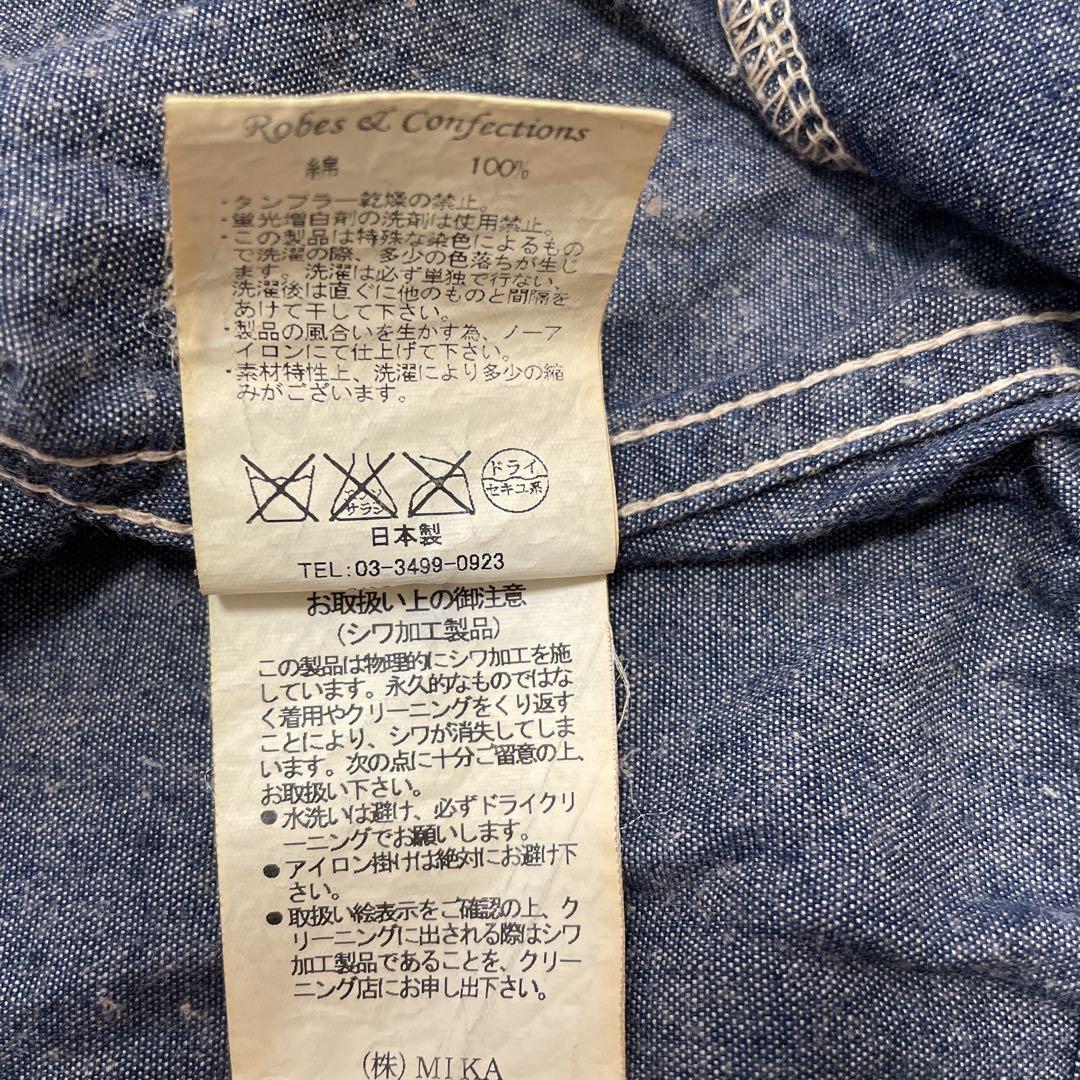 Robes & Confections
綿 100%
・タンブラー乾燥の禁止。
・蛍光増白剤の洗剤は使用禁止。
・この製品は特殊な染色によるもの
で洗濯の際、多少の色落ちが生じ
ます。洗濯は必ず単独で行ない、
洗濯後は直ぐに他のものと間隔を
あけて干して下さい。
・製品の風合いを生かす為、ノーア
イロンにて仕上げて下さい。
・素材特性上、洗濯により多少の縮
みがございます。
エンソ
サラシ
ドライ
セキユ系
日本製
TEL:03-3499-0923
お取扱い上の御注意
(シワ加工製品)
この製品は物理的にシワ加工を施
しています。永久的なものではな
く着用やクリーニングをくり返す
ことにより、シワが消失してしま
います。次の点に十分ご留意の上、
お取扱い下さい。
●水洗いは避け、必ずドライクリ
ーニングでお願いします。
●アイロン掛けは絶対にお避け下
さい。
●取扱い絵表示をご確認の上、ク
リーニングに出される際はシワ
加工製品であることを、クリー
ニング店にお申し出下さい。
(株)MIKA